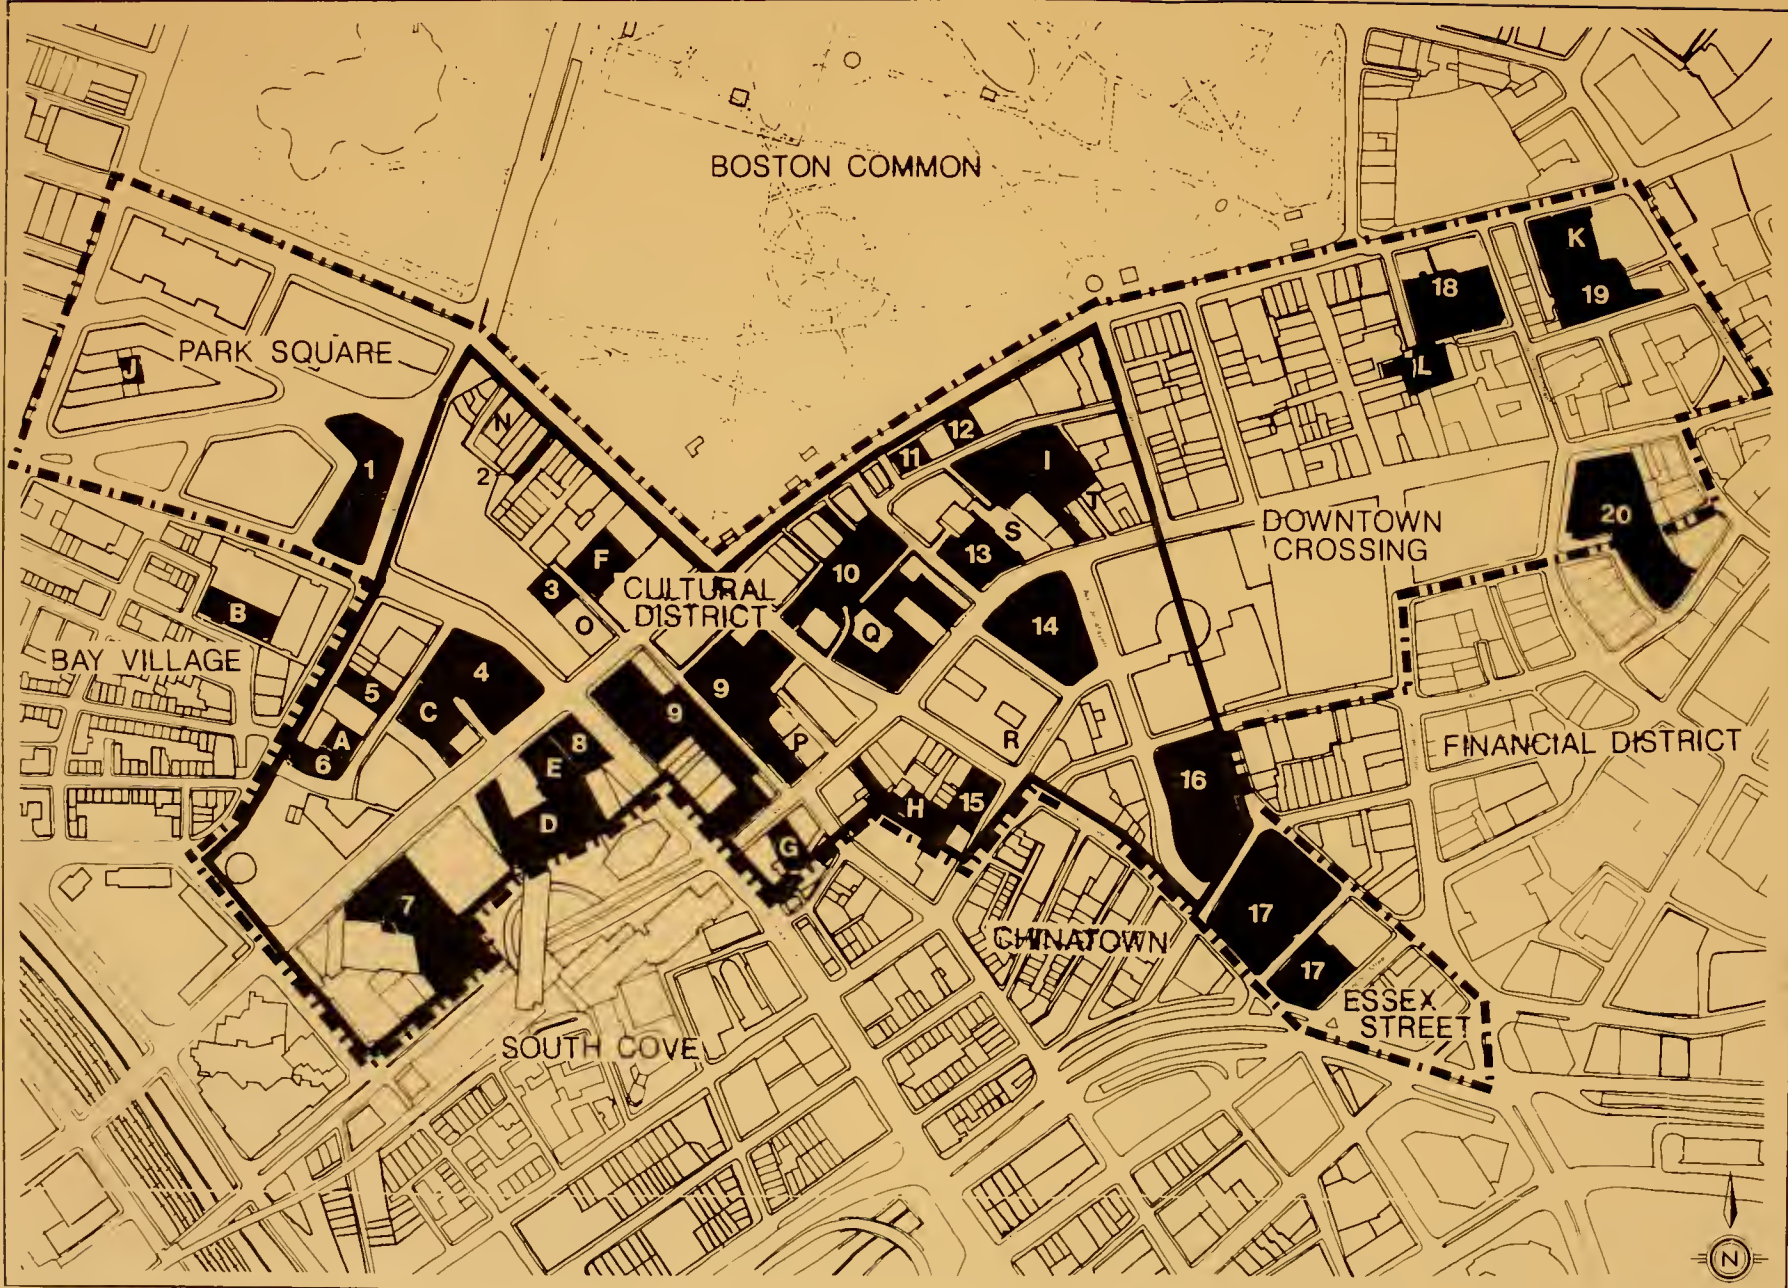 BOSTON COMMON
K
18
19
PARK SQUARE
J
L
N
12
11
I
1
2
T
DOWNTOWN
CROSSING
20
S
13
F
10
3
CULTURAL
DISTRICT
B
O
Q
14
BAY VILLAGE
4
5
C
9
9
A
8
P
R
FINANCIAL DISTRICT
6
E
16
H
15
D
G
7
17
CHINATOWN
17
ESSEX
STREET
SOUTH COVE
N